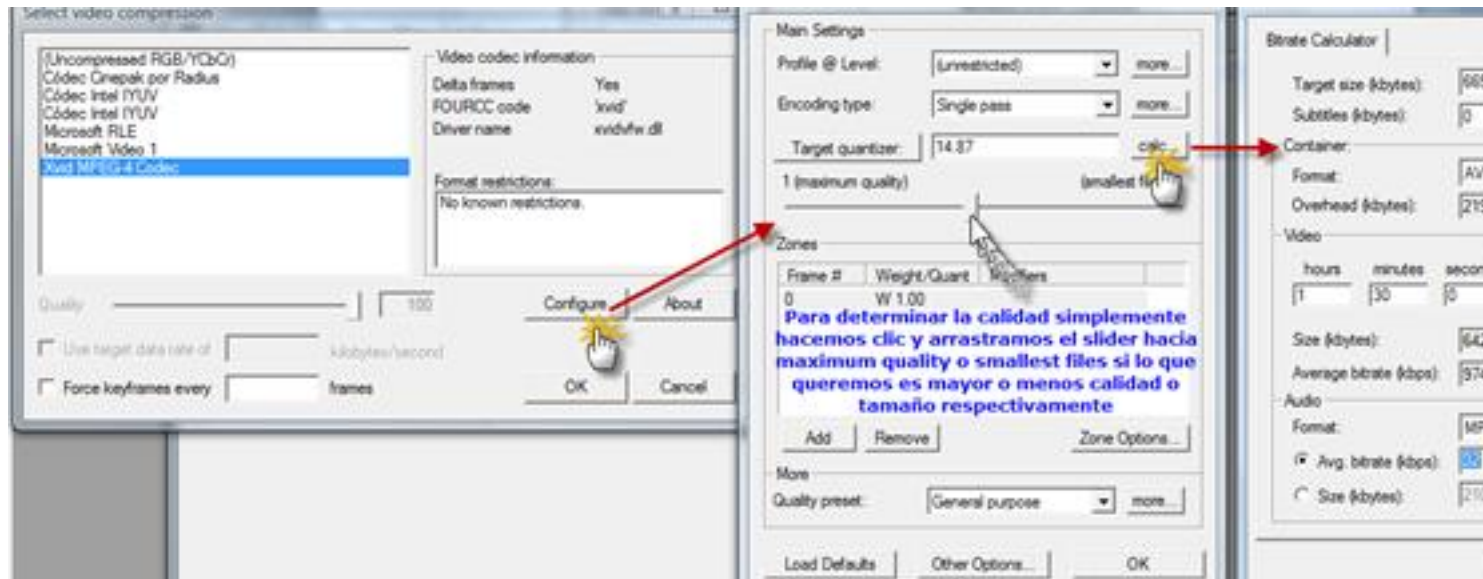 Select video compression
(Uncompressed RGB/YCbCr)
Códec Cinepak por Radius
Códec Intel IYUV
Códec Intel IYUV
Microsoft RLE
Microsoft Video 1
Xvid MPEG-4 Codec
Video codec information
Delta frames Yes
FOURCC code 'xvid'
Driver name xvidvfw.dll
Format restrictions:
No known restrictions.
Quality 100
Configure... About
Use target data rate of kilobytes/second
Force keyframes every frames
OK Cancel
Main Settings
Profile @ Level: (unrestricted) more...
Encoding type: Single pass more...
Target quantizer: 14.87 calc...
1 (maximum quality) (smallest
Zones
Frame # Weight/Quant Modifiers
0 W 1.00
Para determinar la calidad simplemente
hacemos clic y arrastramos el slider hacia
maximum quality o smallest files si lo que
queremos es mayor o menos calidad o
tamaño respectivamente
Add Remove Zone Options...
More
Quality preset: General purpose more...
Load Defaults Other Options... OK
Bitrate Calculator
Target size (kbytes):
Subtitles (kbytes): 0
Container
Format: AV
Overhead (kbytes): 219
Video
hours minutes secon
1 30 0
Size (kbytes): 642
Average bitrate (kbps): 974
Audio
Format: MP
Avg. bitrate (kbps):
Size (kbytes):